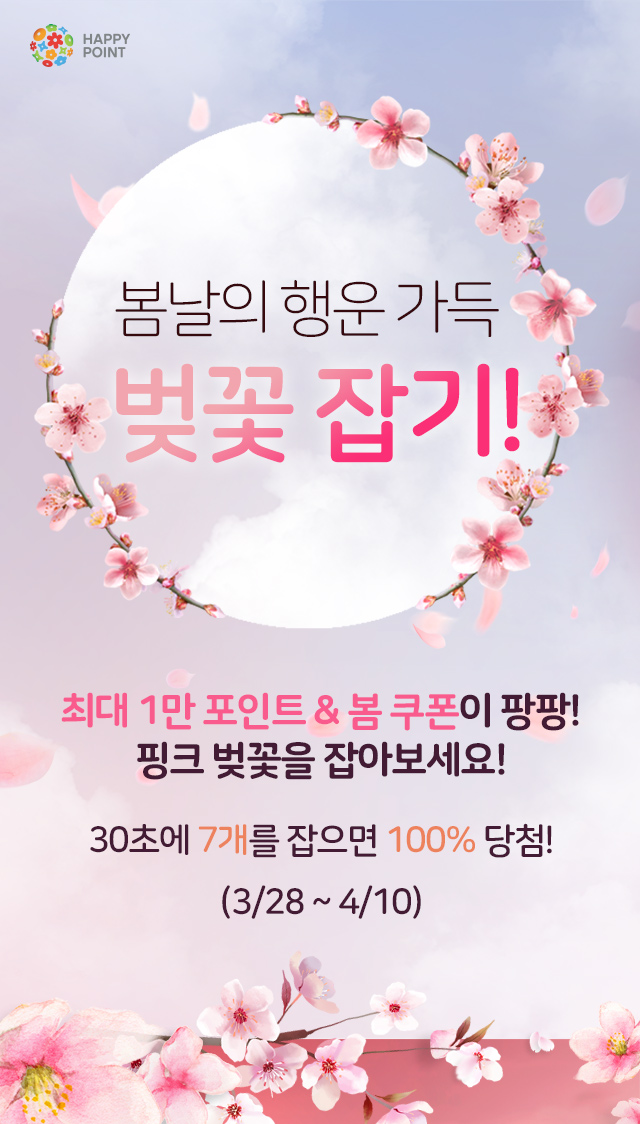 HAPPY
POINT
봄날의 행운 가득
벚꽃 잡기!
최대 1만 포인트 & 봄 쿠폰이 팡팡!
핑크 벚꽃을 잡아보세요!
30초에 7개를 잡으면 100% 당첨!
(3/28 ~ 4/10)